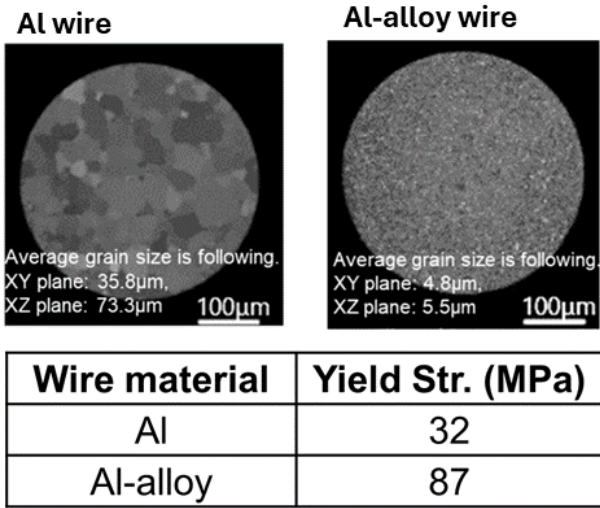 Al wire
Al-alloy wire
Average grain size is following.
XY plane: 35.8μm,
XZ plane: 73.3μm
100μm
Average grain size is following.
XY plane: 4.8μm,
XZ plane: 5.5μm
100μm
Wire material Yield Str. (MPa)
Al 32
Al-alloy 87